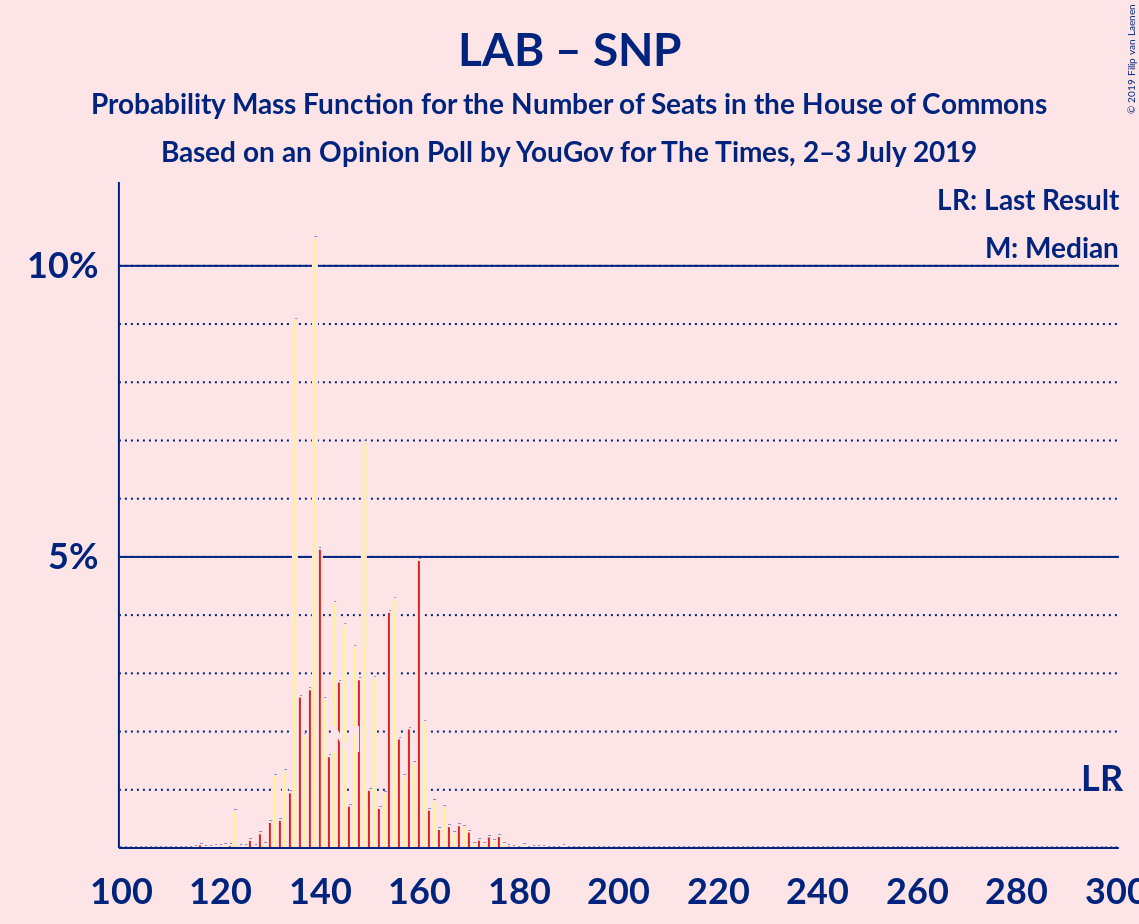 LAB – SNP
Probability Mass Function for the Number of Seats in the House of Commons
Based on an Opinion Poll by YouGov for The Times, 2–3 July 2019
© 2019 Filip van Laenen
LR: Last Result
M: Median
10%
5%
LR
100 120 140 160 180 200 220 240 260 280 300